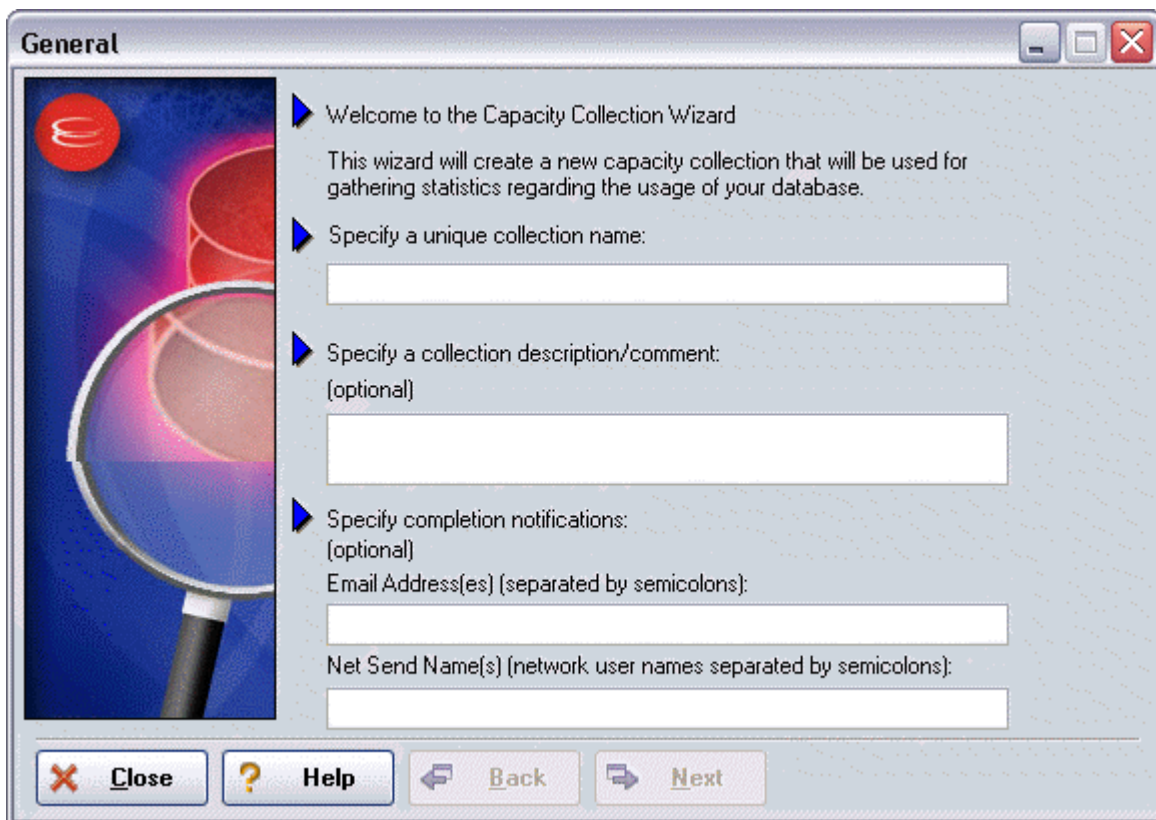 General
Welcome to the Capacity Collection Wizard
This wizard will create a new capacity collection that will be used for
gathering statistics regarding the usage of your database.
Specify a unique collection name:
Specify a collection description/comment:
(optional)
Specify completion notifications:
(optional)
Email Address(es) (separated by semicolons):
Net Send Name(s) (network user names separated by semicolons):
Close
Help
Back
Next